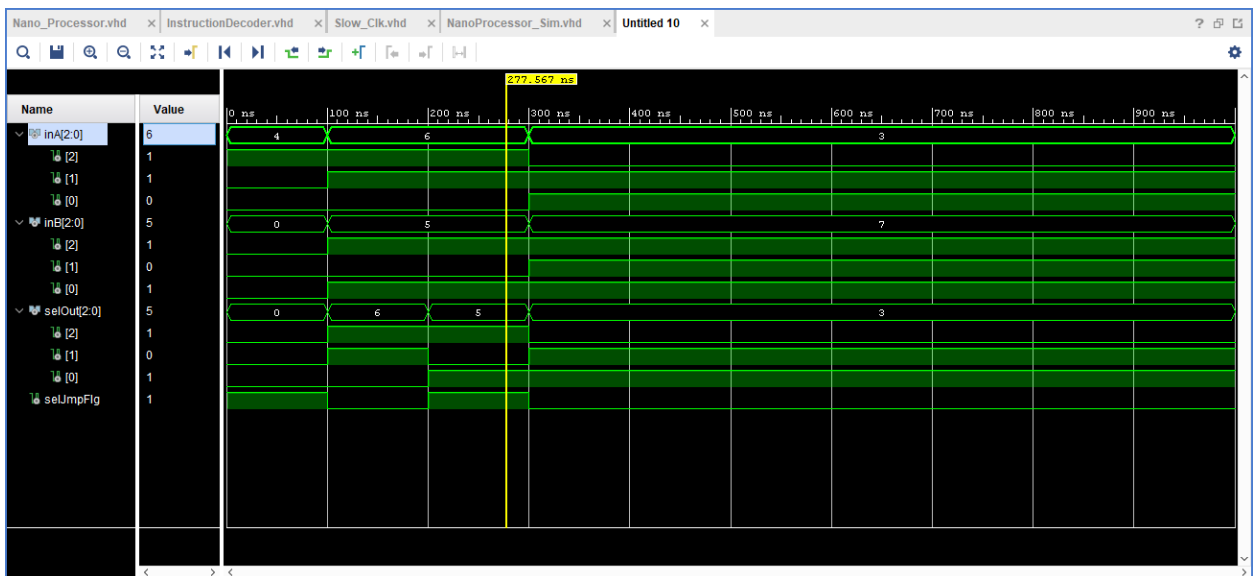 Nano_Processor.vhd × InstructionDecoder.vhd × Slow_Clk.vhd × NanoProcessor_Sim.vhd × Untitled 10 ×
277.567 ns
Name Value 0 ns 100 ns 200 ns 300 ns 400 ns 500 ns 600 ns 700 ns 800 ns 900 ns
inA[2:0] 6 4 6 3
[2] 1
[1] 1
[0] 0
inB[2:0] 5 0 5 7
[2] 1
[1] 0
[0] 1
selOut[2:0] 5 0 6 5 3
[2] 1
[1] 0
[0] 1
selJmpFlg 1